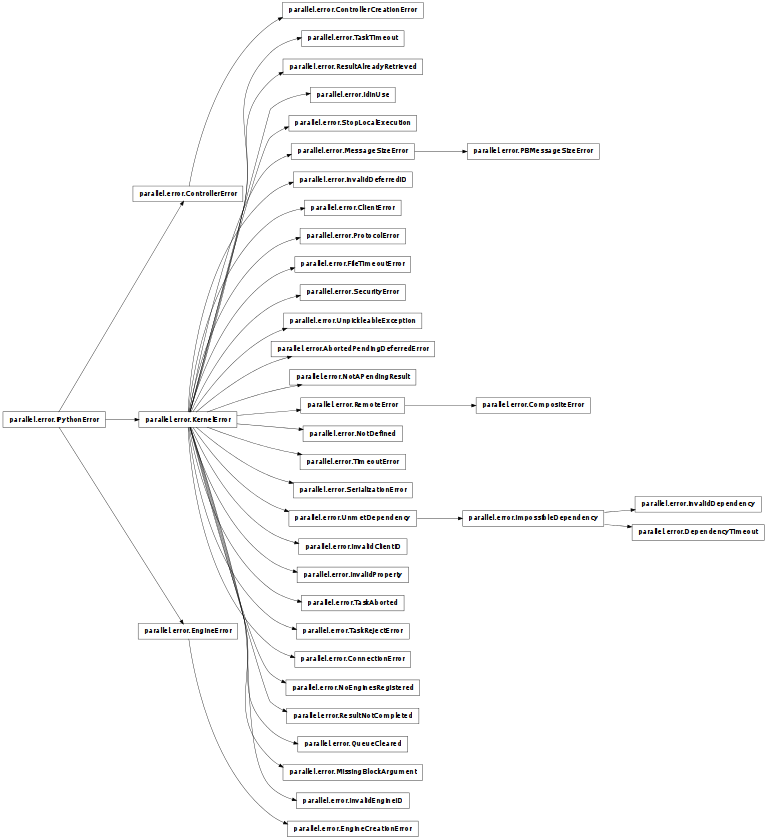 parallel.error.ControllerCreationError
parallel.error.TaskTimeout
parallel.error.ResultAlreadyRetrieved
parallel.error.IdInUse
parallel.error.StopLocalExecution
parallel.error.MessageSizeError
parallel.error.PBMessageSizeError
parallel.error.InvalidDeferredID
parallel.error.ControllerError
parallel.error.ClientError
parallel.error.ProtocolError
parallel.error.FileTimeoutError
parallel.error.SecurityError
parallel.error.UnpickleableException
parallel.error.AbortedPendingDeferredError
parallel.error.NotAPendingResult
parallel.error.RemoteError
parallel.error.CompositeError
parallel.error.IPythonError
parallel.error.KernelError
parallel.error.NotDefined
parallel.error.TimeoutError
parallel.error.SerializationError
parallel.error.InvalidDependency
parallel.error.UnmetDependency
parallel.error.ImpossibleDependency
parallel.error.DependencyTimeout
parallel.error.InvalidClientID
parallel.error.InvalidProperty
parallel.error.TaskAborted
parallel.error.EngineError
parallel.error.TaskRejectError
parallel.error.ConnectionError
parallel.error.NoEnginesRegistered
parallel.error.ResultNotCompleted
parallel.error.QueueCleared
parallel.error.MissingBlockArgument
parallel.error.InvalidEngineID
parallel.error.EngineCreationError